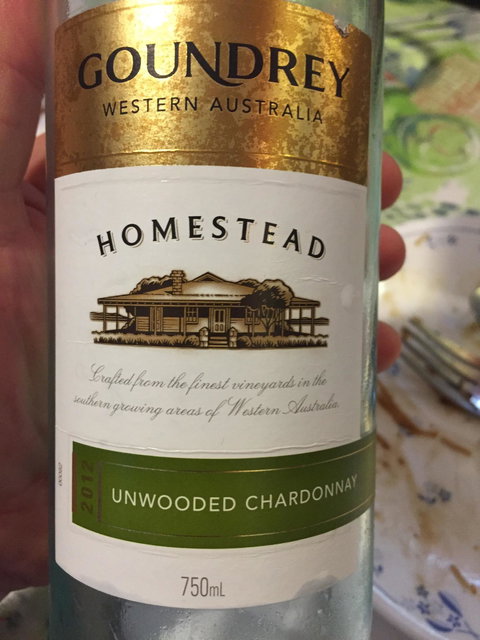 GOUNDREY
WESTERN AUSTRALIA
HOMESTEAD
Crafted from the finest vineyards in the
southern growing areas of Western Australia.
2012
UNWOODED CHARDONNAY
750mL